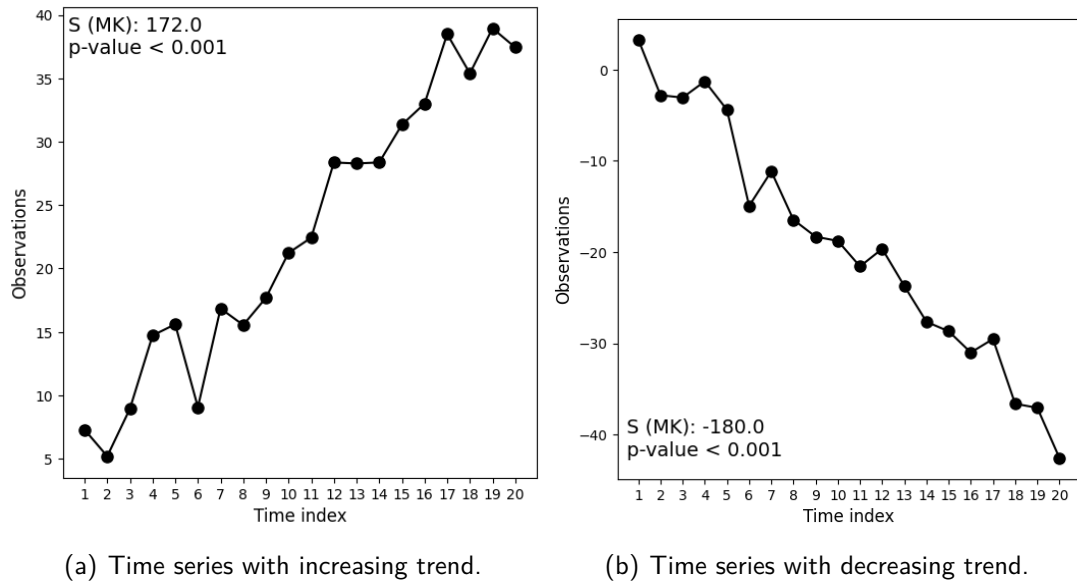 S (MK): 172.0
p-value < 0.001
40
35
30
25
20
15
10
5
Observations
1 2 3 4 5 6 7 8 9 10 11 12 13 14 15 16 17 18 19 20
Time index
(a) Time series with increasing trend.
0
−10
−20
−30
−40
Observations
S (MK): -180.0
p-value < 0.001
1 2 3 4 5 6 7 8 9 10 11 12 13 14 15 16 17 18 19 20
Time index
(b) Time series with decreasing trend.